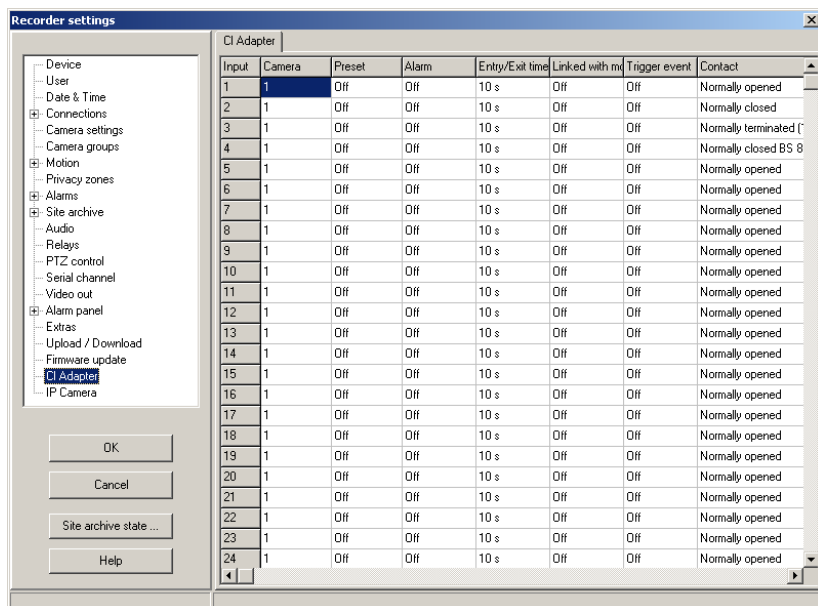 Recorder settings
CI Adapter
Device
User
Date & Time
Connections
Camera settings
Camera groups
Motion
Privacy zones
Alarms
Site archive
Audio
Relays
PTZ control
Serial channel
Video out
Alarm panel
Extras
Upload / Download
Firmware update
CI Adapter
IP Camera
OK
Cancel
Site archive state ...
Help
Input Camera Preset Alarm Entry/Exit time Linked with Trigger event Contact
1 1 Off Off 10 s Off Off Normally opened
2 1 Off Off 10 s Off Off Normally closed
3 1 Off Off 10 s Off Off Normally terminated
4 1 Off Off 10 s Off Off Normally closed BS 8
5 1 Off Off 10 s Off Off Normally opened
6 1 Off Off 10 s Off Off Normally opened
7 1 Off Off 10 s Off Off Normally opened
8 1 Off Off 10 s Off Off Normally opened
9 1 Off Off 10 s Off Off Normally opened
10 1 Off Off 10 s Off Off Normally opened
11 1 Off Off 10 s Off Off Normally opened
12 1 Off Off 10 s Off Off Normally opened
13 1 Off Off 10 s Off Off Normally opened
14 1 Off Off 10 s Off Off Normally opened
15 1 Off Off 10 s Off Off Normally opened
16 1 Off Off 10 s Off Off Normally opened
17 1 Off Off 10 s Off Off Normally opened
18 1 Off Off 10 s Off Off Normally opened
19 1 Off Off 10 s Off Off Normally opened
20 1 Off Off 10 s Off Off Normally opened
21 1 Off Off 10 s Off Off Normally opened
22 1 Off Off 10 s Off Off Normally opened
23 1 Off Off 10 s Off Off Normally opened
24 1 Off Off 10 s Off Off Normally opened